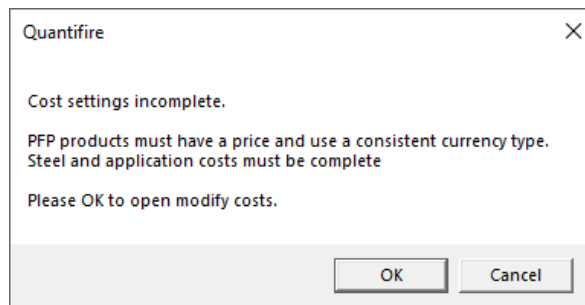 Quantifire
Cost settings incomplete.
PFP products must have a price and use a consistent currency type.
Steel and application costs must be complete
Please OK to open modify costs.
OK
Cancel